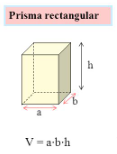 Prisma rectangular
h
b
a
V = a·b·h